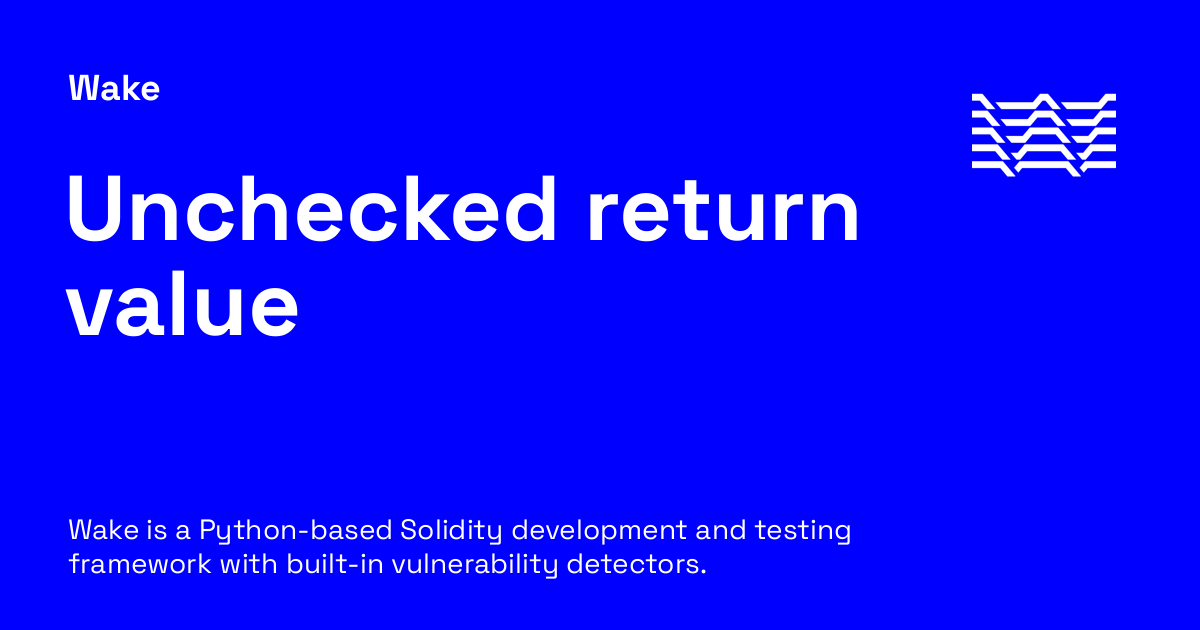 Wake
Unchecked return
value
Wake is a Python-based Solidity development and testing
framework with built-in vulnerability detectors.